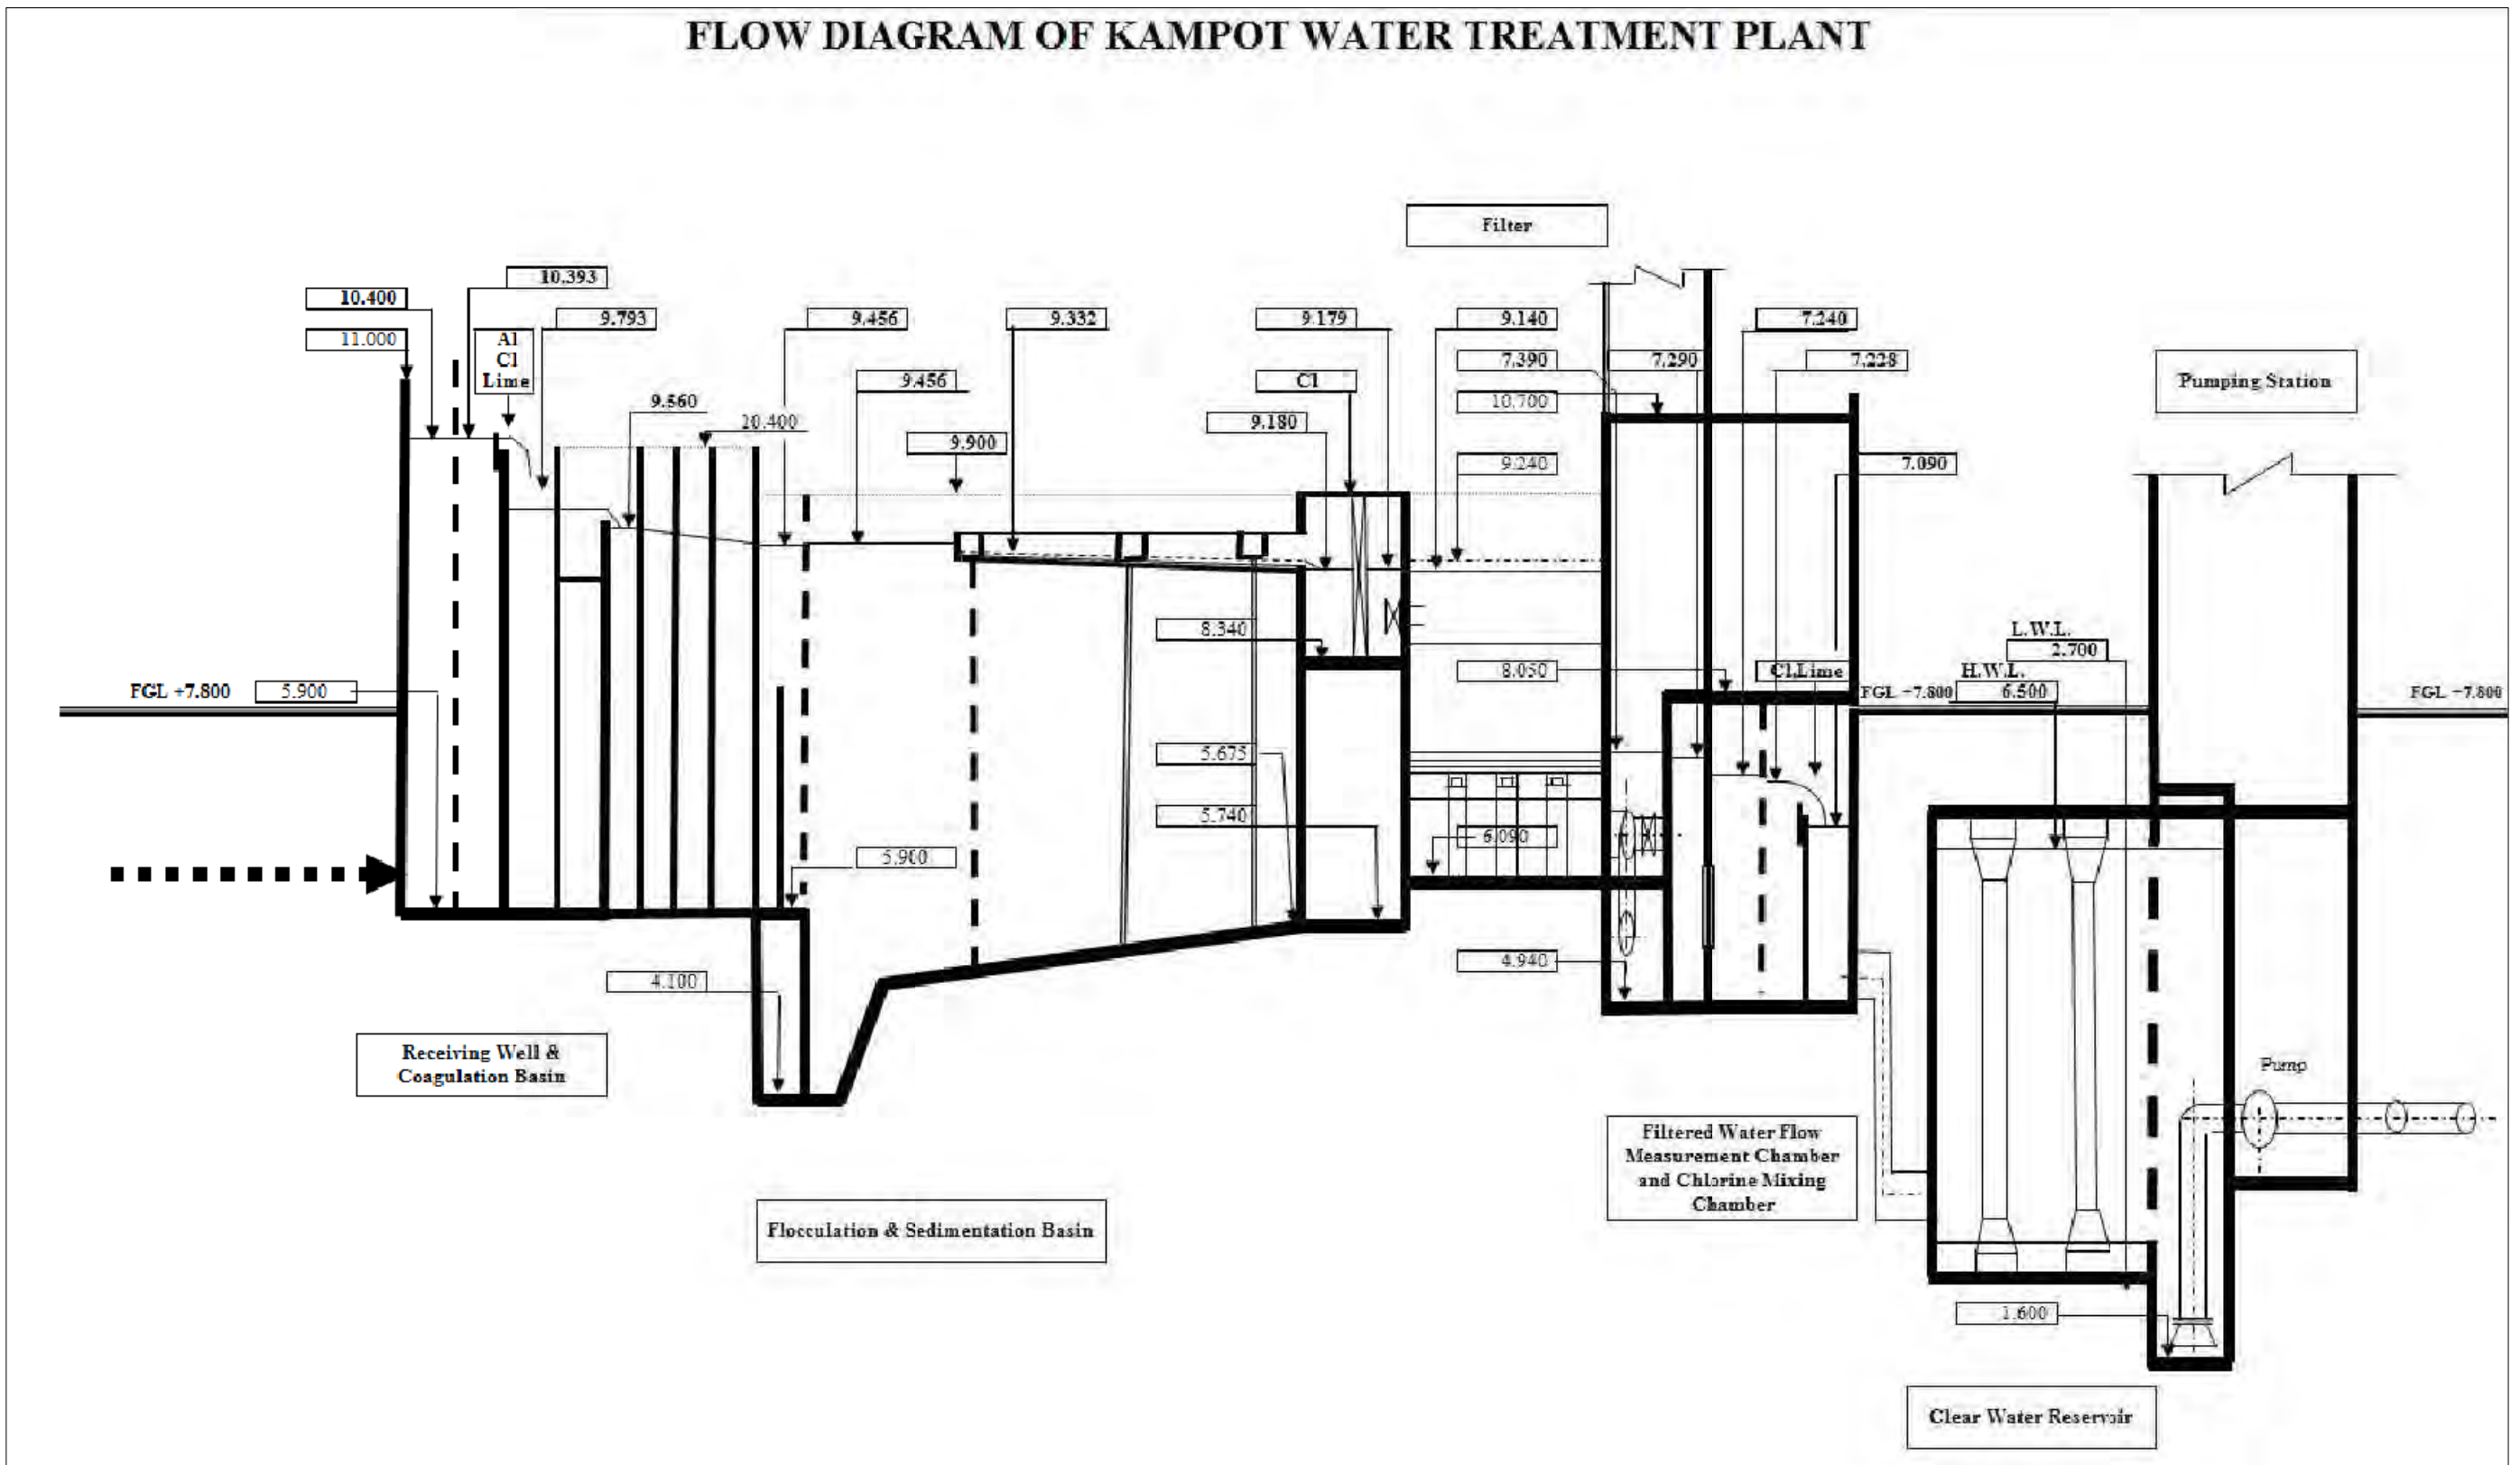 FLOW DIAGRAM OF KAMPOT WATER TREATMENT PLANT
Filter
10.393
10.400
9.793
9.456
9.332
9.179
9.140
7.240
11.000
Al
Cl
Lime
7.390
7.290
7.228
Pumping Station
9.456
Cl
9.560
10.700
20.400
9.180
9.900
9.240
7.090
8.340
L.W.L.
2.700
8.050
Cl,Lime
H.W.L.
FGL +7.800
5.900
FGL -7.800
6.500
FGL -7.800
5.675
5.740
6.090
5.900
4.940
4.100
Receiving Well &
Coagulation Basin
Pump
Filtered Water Flow
Measurement Chamber
and Chlorine Mixing
Chamber
Flocculation & Sedimentation Basin
1.600
Clear Water Reservoir